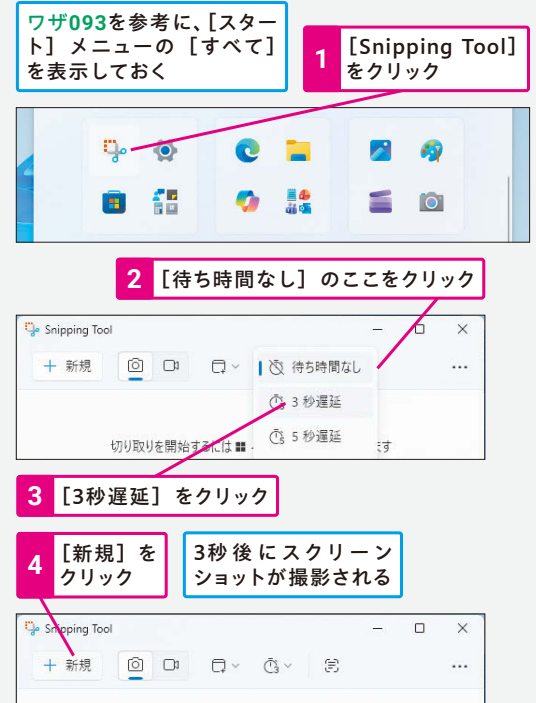 ワザ093を参考に、[スター
ト] メニューの [すべて]
を表示しておく
1 [Snipping Tool]
をクリック
2 [待ち時間なし] のここをクリック
Snipping Tool
新規
待ち時間なし
3 秒遅延
5 秒遅延
切り取りを開始するには
ます
3 [3秒遅延] をクリック
4 [新規] を
クリック
3秒後にスクリーン
ショットが撮影される
Snipping Tool
新規